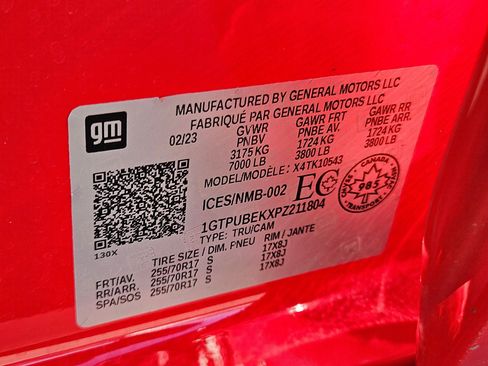 gm
MANUFACTURED BY GENERAL MOTORS LLC
FABRIQUÉ PAR GENERAL MOTORS LLC
02/23 GVWR GAWR FRT GAWR RR
PNBV PNBE AV. PNBE ARR.
3175 KG 1724 KG 1724 KG
7000 LB 3800 LB 3800 LB
MODEL/MODÈLE: X4TK10543
ICES/NMB-002 EC
CANADA
985
1GTPUBEKXPZ211804
TYPE: TRU/CAM
130X
TIRE SIZE / DIM. PNEU RIM / JANTE
FRT/AV. 255/70R17 S 17X8J
RR/ARR. 255/70R17 S 17X8J
SPA/SOS 255/70R17 S 17X8J